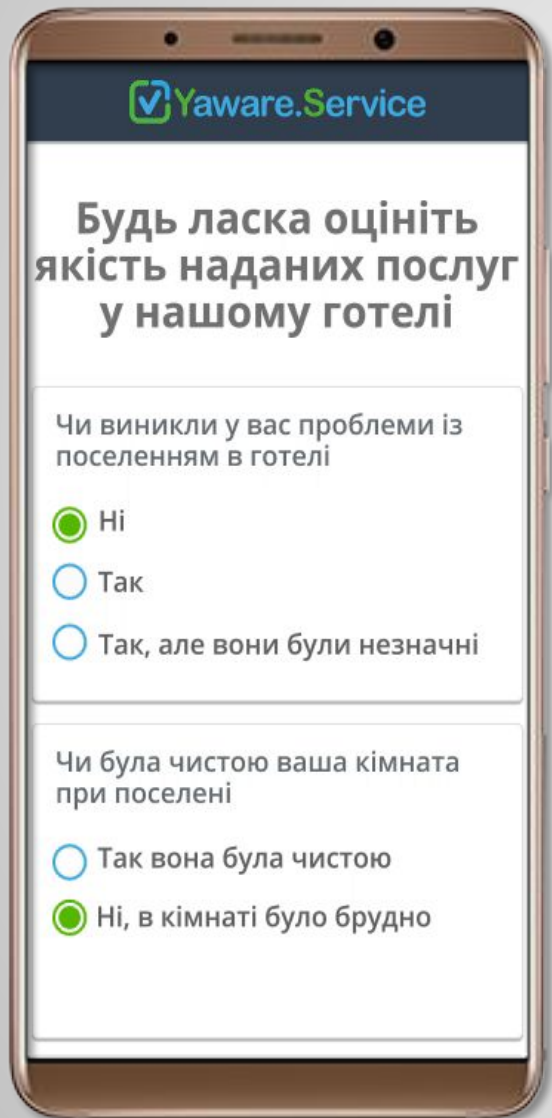 Yaware.Service
Будь ласка оцініть
якість наданих послуг
у нашому готелі
Чи виникли у вас проблеми із
поселенням в готелі
Ні
Так
Так, але вони були незначні
Чи була чистою ваша кімната
при поселені
Так вона була чистою
Ні, в кімнаті було брудно